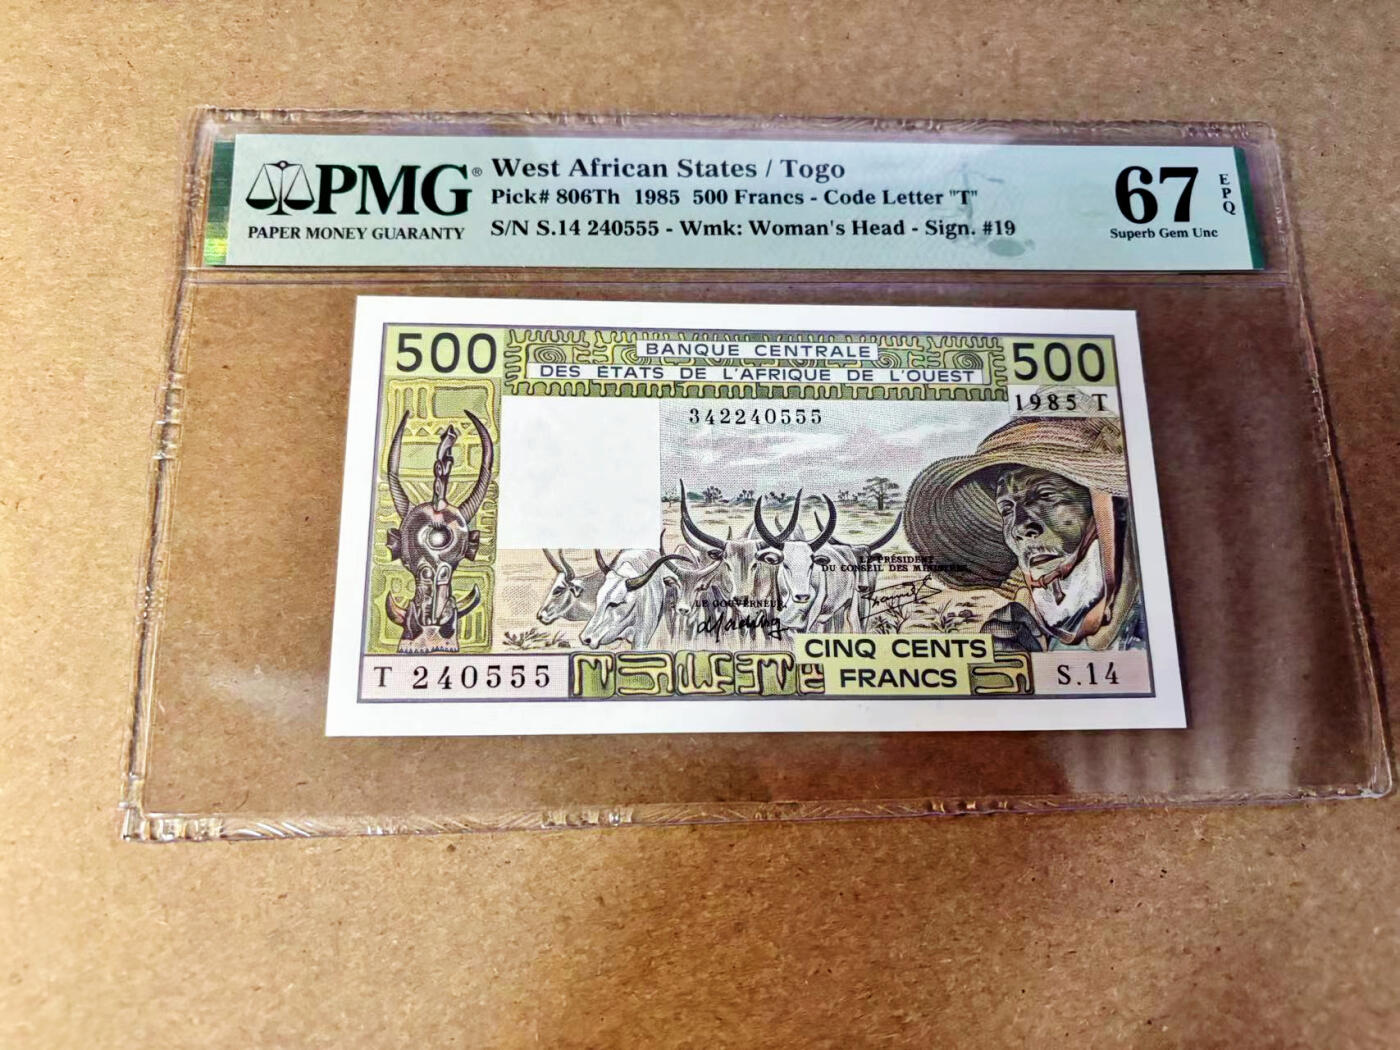 PMG®
PAPER MONEY GUARANTY
West African States / Togo
Pick# 806Th 1985 500 Francs - Code Letter "T"
S/N S.14 240555 - Wmk: Woman's Head - Sign. #19
67
EPQ
Superb Gem Unc
500
BANQUE CENTRALE
DES ÉTATS DE L'AFRIQUE DE L'OUEST
500
342240555
1985 T
LE PRÉSIDENT
DU CONSEIL DES MINISTRES
LE GOUVERNEUR
CINQ CENTS
FRANCS
T 240555
S.14